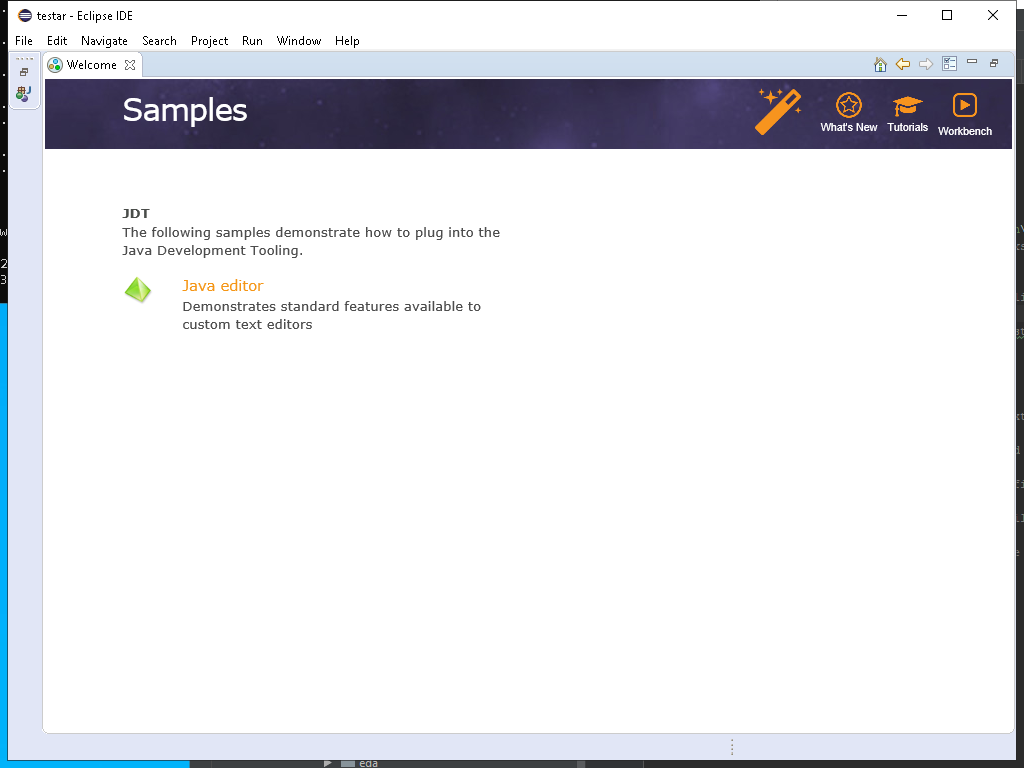 testar - Eclipse IDE
File Edit Navigate Search Project Run Window Help
Welcome
Samples
What's New Tutorials Workbench
JDT
The following samples demonstrate how to plug into the
Java Development Tooling.
Java editor
Demonstrates standard features available to
custom text editors
eda